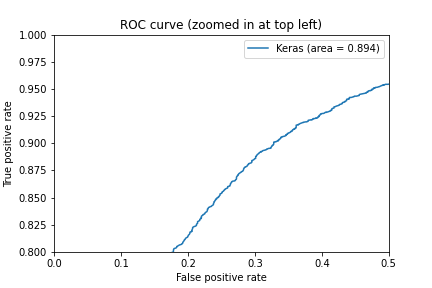 ROC curve (zoomed in at top left)
Keras (area = 0.894)
True positive rate
1.000
0.975
0.950
0.925
0.900
0.875
0.850
0.825
0.800
0.0 0.1 0.2 0.3 0.4 0.5
False positive rate